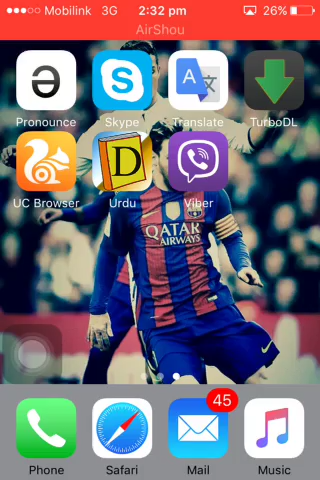 Mobilink 3G 2:32 pm 26%
AirShou
Pronounce Skype Translate TurboDL
UC Browser Urdu Viber
D
QATAR
AIRWAYS
45
Phone Safari Mail Music